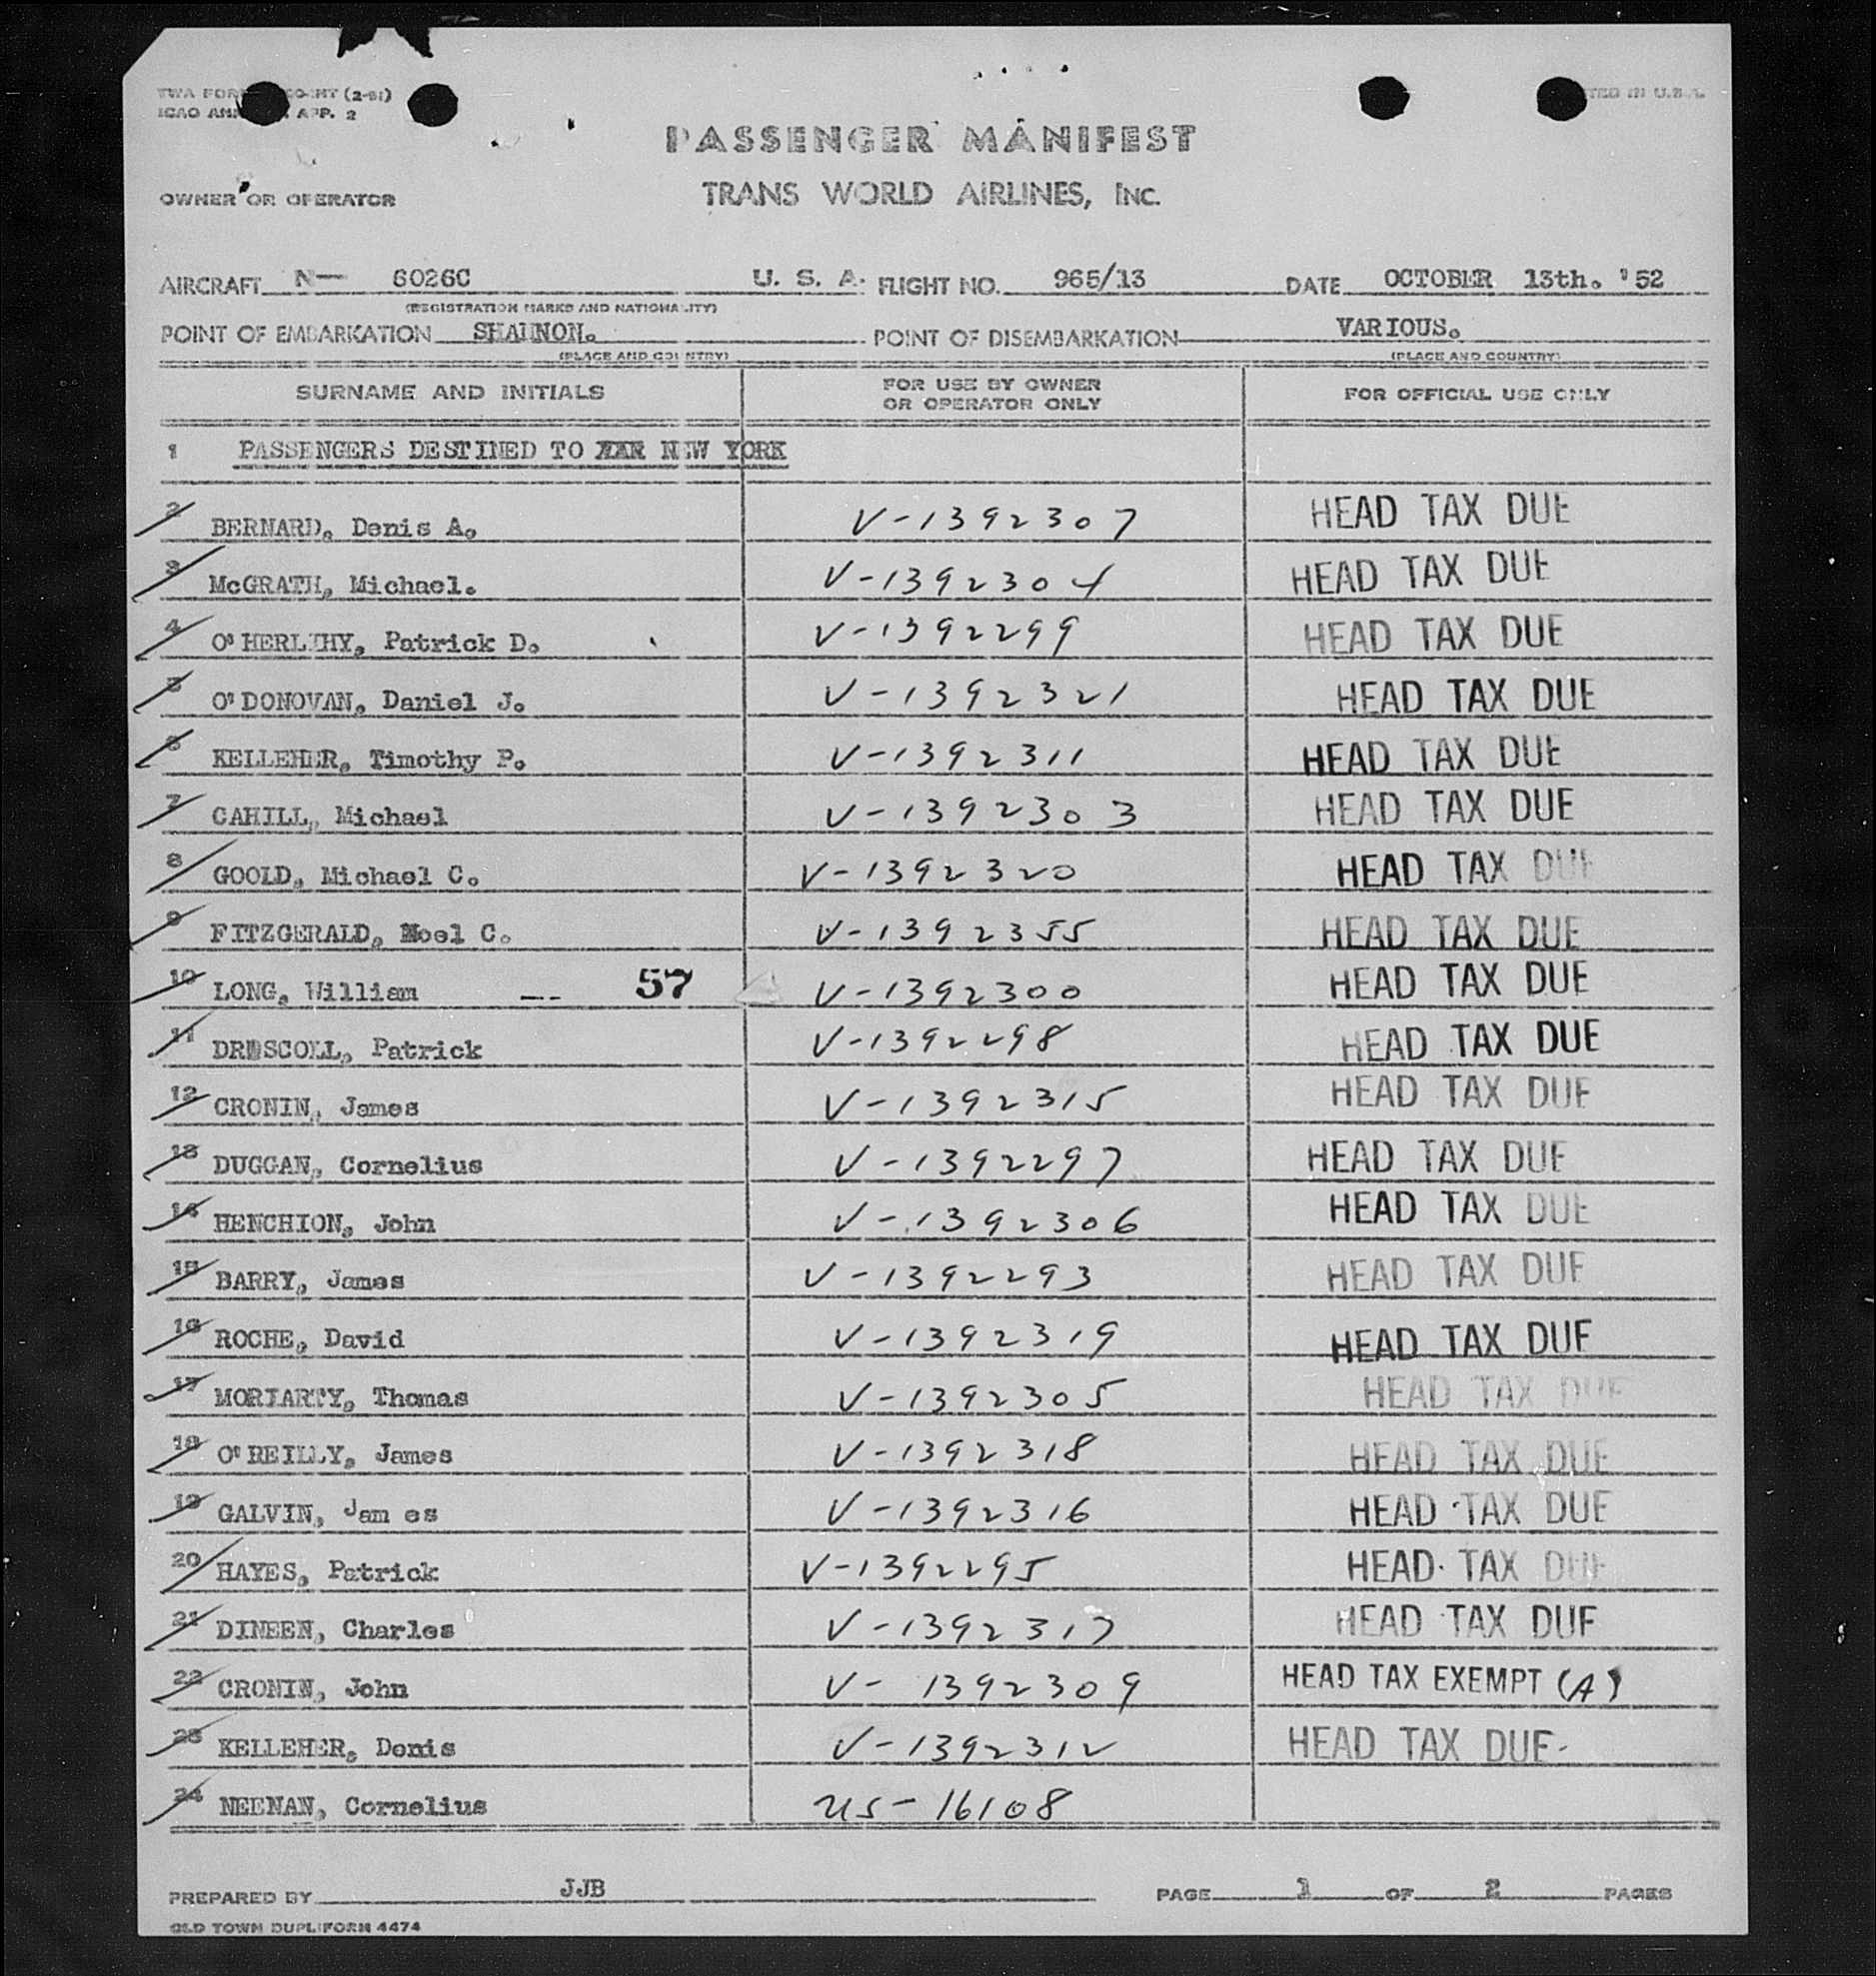 TWA FORM (2-51)
ICAO APP. 2
PRINTED IN U.S.A.
PASSENGER MANIFEST
OWNER OR OPERATOR TRANS WORLD AIRLINES, INC.
AIRCRAFT N— 6026C U. S. A. FLIGHT NO. 965/13 DATE OCTOBER 13th. '52
(REGISTRATION MARKS AND NATIONALITY)
POINT OF EMBARKATION SHANNON. POINT OF DISEMBARKATION VARIOUS.
(PLACE AND COUNTRY) (PLACE AND COUNTRY)
SURNAME AND INITIALS FOR USE BY OWNER OR OPERATOR ONLY FOR OFFICIAL USE ONLY
1 PASSENGERS DESTINED TO NEW YORK
2 BERNARD, Denis A. V-1392307 HEAD TAX DUE
3 McGRATH, Michael. V-1392304 HEAD TAX DUE
4 O'HERLIHY, Patrick D. V-1392299 HEAD TAX DUE
5 O'DONOVAN, Daniel J. V-1392321 HEAD TAX DUE
6 KELLEHER, Timothy P. V-1392311 HEAD TAX DUE
7 CAHILL, Michael V-1392303 HEAD TAX DUE
8 GOOLD, Michael C. V-1392320 HEAD TAX DUE
9 FITZGERALD, Noel C. V-1392355 HEAD TAX DUE
10 LONG, William -- 57 V-1392300 HEAD TAX DUE
11 DRISCOLL, Patrick V-1392298 HEAD TAX DUE
12 CRONIN, James V-1392315 HEAD TAX DUE
13 DUGGAN, Cornelius V-1392297 HEAD TAX DUE
14 HENCHION, John V-1392306 HEAD TAX DUE
15 BARRY, James V-1392293 HEAD TAX DUE
16 ROCHE, David V-1392319 HEAD TAX DUE
17 MORIARTY, Thomas V-1392305 HEAD TAX DUE
18 O'REILLY, James V-1392318 HEAD TAX DUE
19 GALVIN, Jam es V-1392316 HEAD TAX DUE
20 HAYES, Patrick V-1392295 HEAD TAX DUE
21 DINEEN, Charles V-1392317 HEAD TAX DUE
22 CRONIN, John V-1392309 HEAD TAX EXEMPT (A)
23 KELLEHER, Denis V-1392312 HEAD TAX DUE
24 NEENAN, Cornelius US-16108
PREPARED BY JJB PAGE 1 OF 2 PAGES
OLD TOWN DUPLIFORM 4474